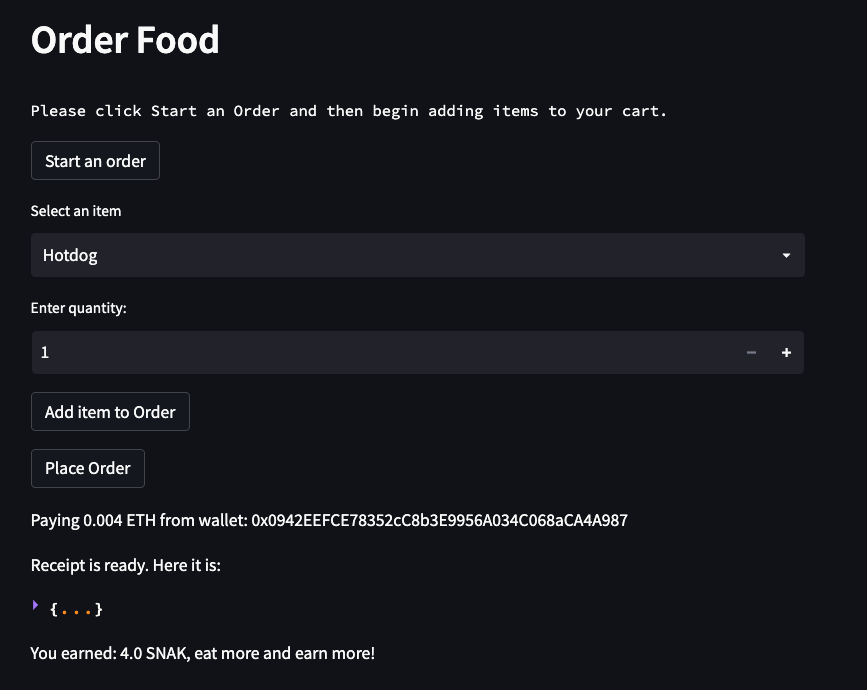 Order Food
Please click Start an Order and then begin adding items to your cart.
Start an order
Select an item
Hotdog
Enter quantity:
1
Add item to Order
Place Order
Paying 0.004 ETH from wallet: 0x0942EEFCE78352cC8b3E9956A034C068aCA4A987
Receipt is ready. Here it is:
{...}
You earned: 4.0 SNAK, eat more and earn more!